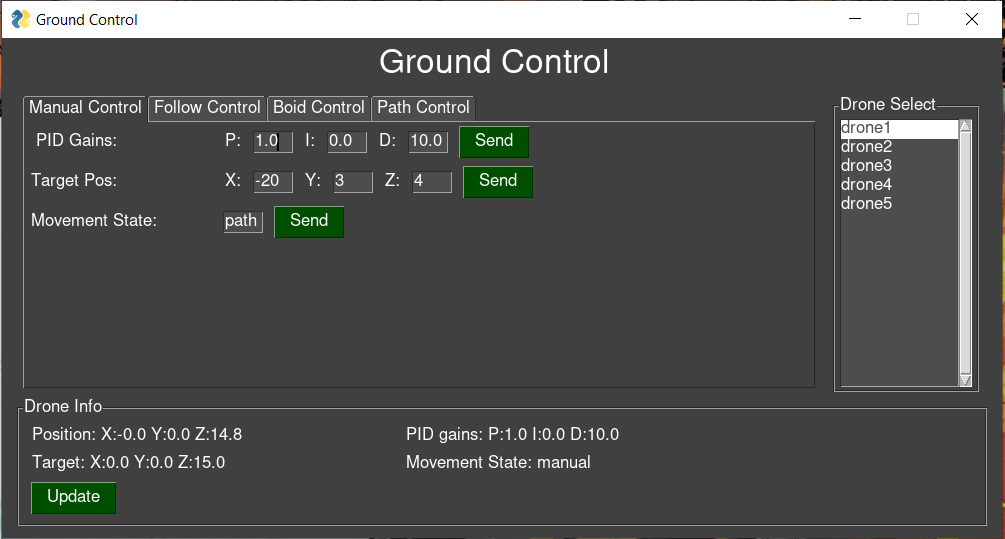 Ground Control
Ground Control
Manual Control Follow Control Boid Control Path Control
PID Gains: P: 1.0 I: 0.0 D: 10.0 Send
Target Pos: X: -20 Y: 3 Z: 4 Send
Movement State: path Send
Drone Select
drone1
drone2
drone3
drone4
drone5
Drone Info
Position: X:-0.0 Y:0.0 Z:14.8 PID gains: P:1.0 I:0.0 D:10.0
Target: X:0.0 Y:0.0 Z:15.0 Movement State: manual
Update